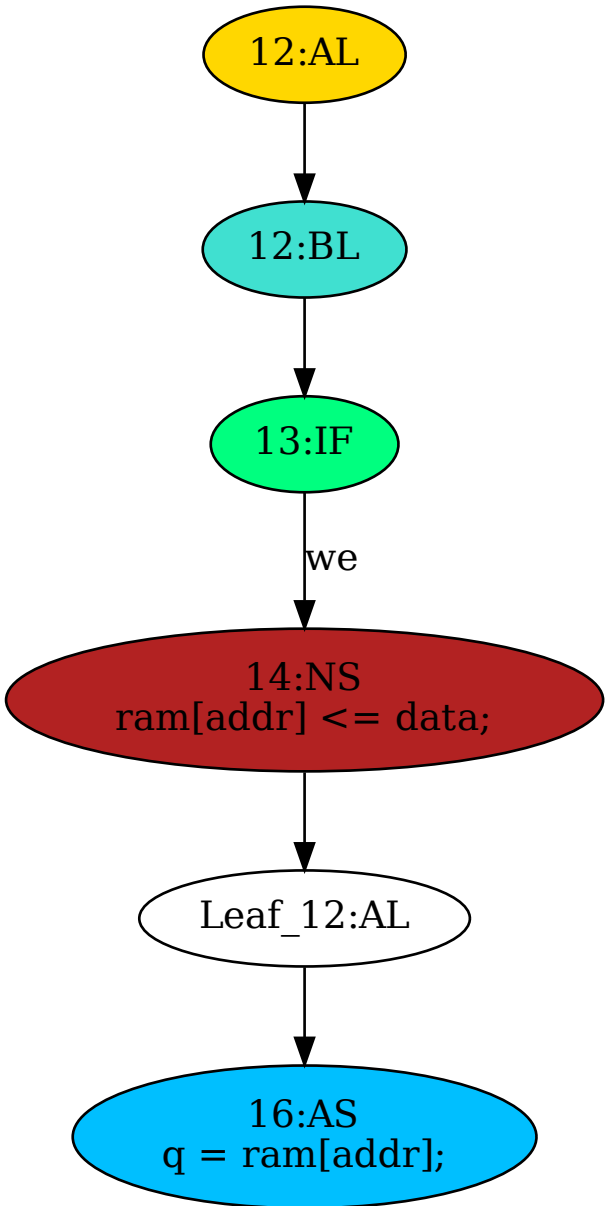 12:AL
12:BL
13:IF
we
14:NS
ram[addr] <= data;
Leaf_12:AL
16:AS
q = ram[addr];